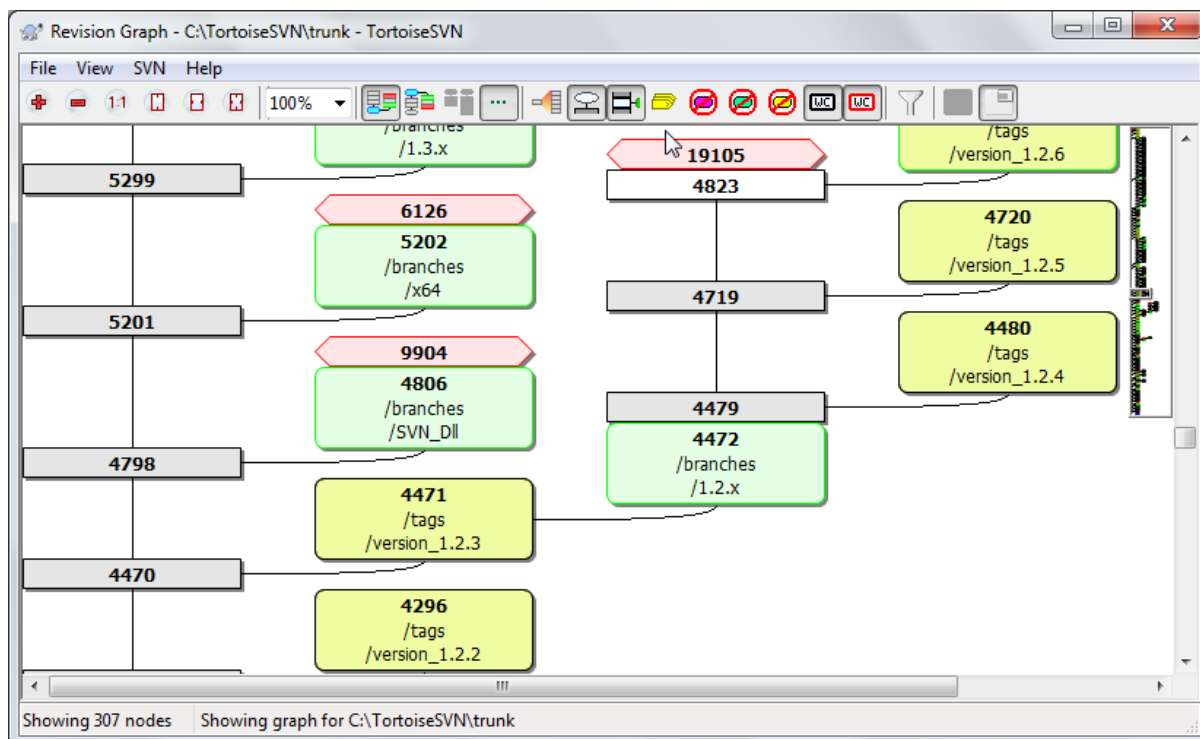 Revision Graph - C:\TortoiseSVN\trunk - TortoiseSVN
File View SVN Help
1:1 100% ... WC WC
/branches
/1.3.x
5299
6126
5202
/branches
/x64
5201
9904
4806
/branches
/SVN_Dll
4798
4471
/tags
/version_1.2.3
4470
4296
/tags
/version_1.2.2
19105
4823
4719
4479
4472
/branches
/1.2.x
/tags
/version_1.2.6
4720
/tags
/version_1.2.5
4480
/tags
/version_1.2.4
Showing 307 nodes Showing graph for C:\TortoiseSVN\trunk